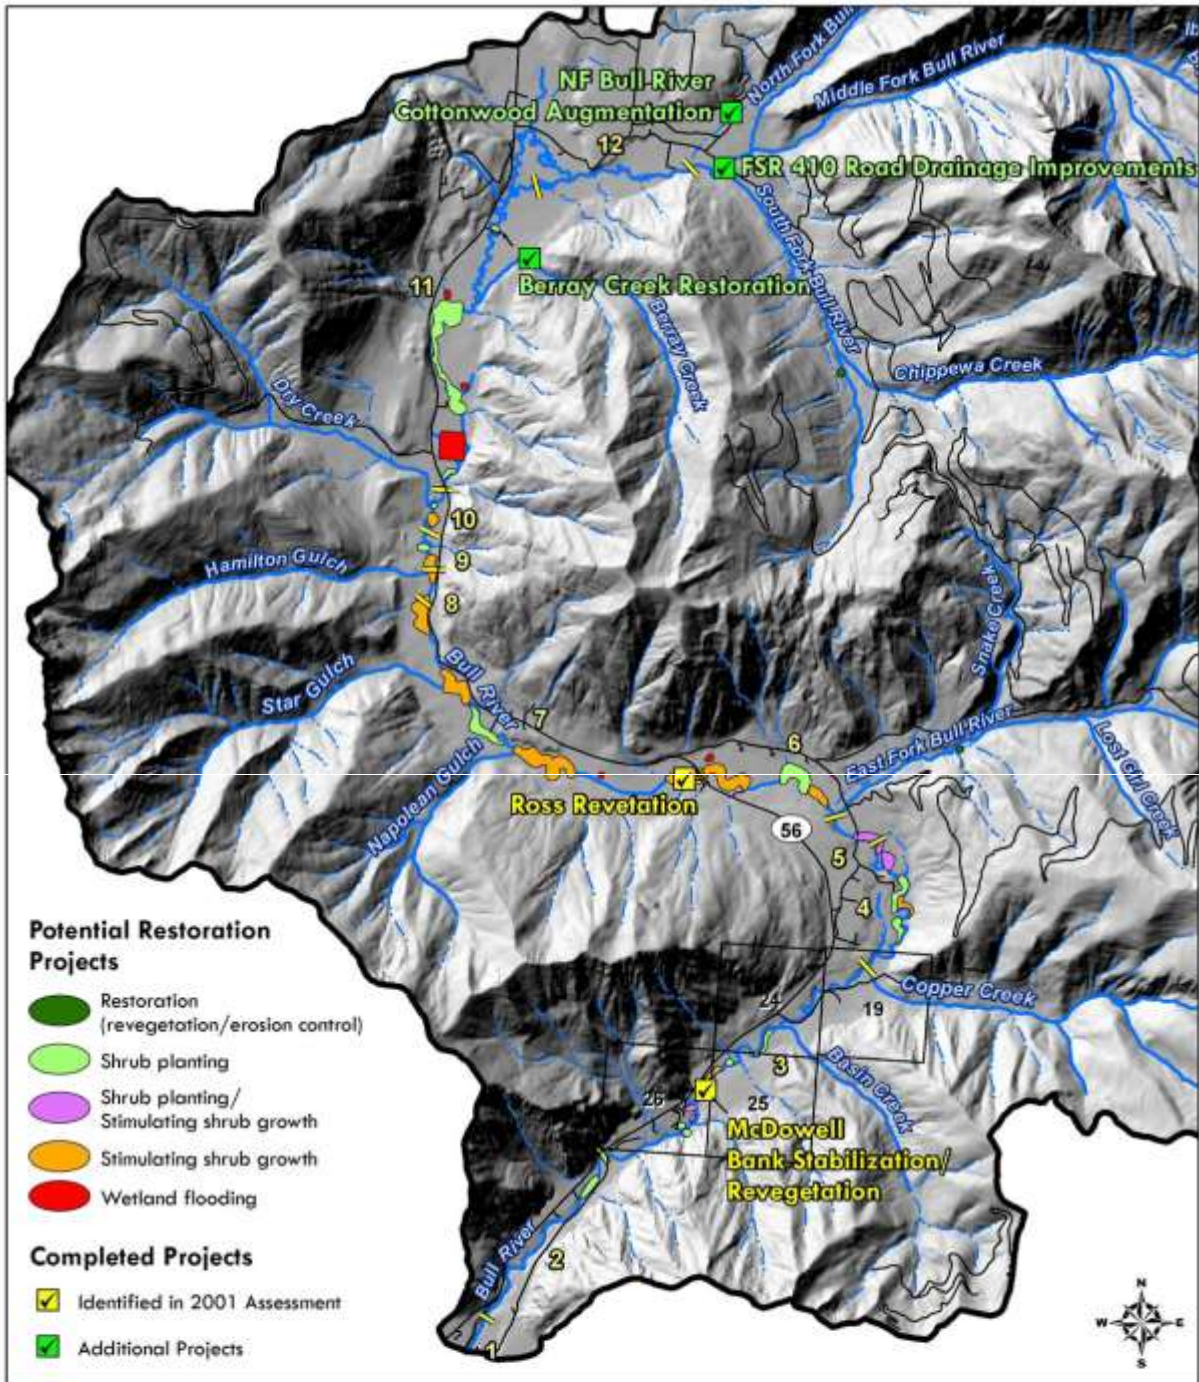 NF Bull River
Cottonwood Augmentation
North Fork Bull
Middle Fork Bull River
12
FSR 410 Road Drainage Improvements
South Fork Bull River
11
Berray Creek Restoration
Berray Creek
Chippewa Creek
Dry Creek
10
Hamilton Gulch
9
8
Snake Creek
Star Gulch
Bull River
7
6
East Fork Bull River
Lost Girl Creek
Napolean Gulch
Ross Revetation
56
5
4
Copper Creek
24
19
3
Basin Creek
26
25
McDowell
Bank Stabilization/
Revegetation
Bull River
2
1
Potential Restoration
Projects
Restoration
(revegetation/erosion control)
Shrub planting
Shrub planting/
Stimulating shrub growth
Stimulating shrub growth
Wetland flooding
Completed Projects
Identified in 2001 Assessment
Additional Projects
N
W
E
S